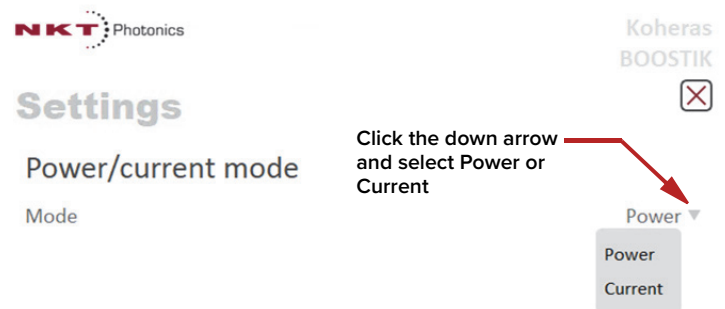 NKT Photonics
Koheras
BOOSTIK
Settings
Click the down arrow
and select Power or
Current
Power/current mode
Mode
Power
Power
Current